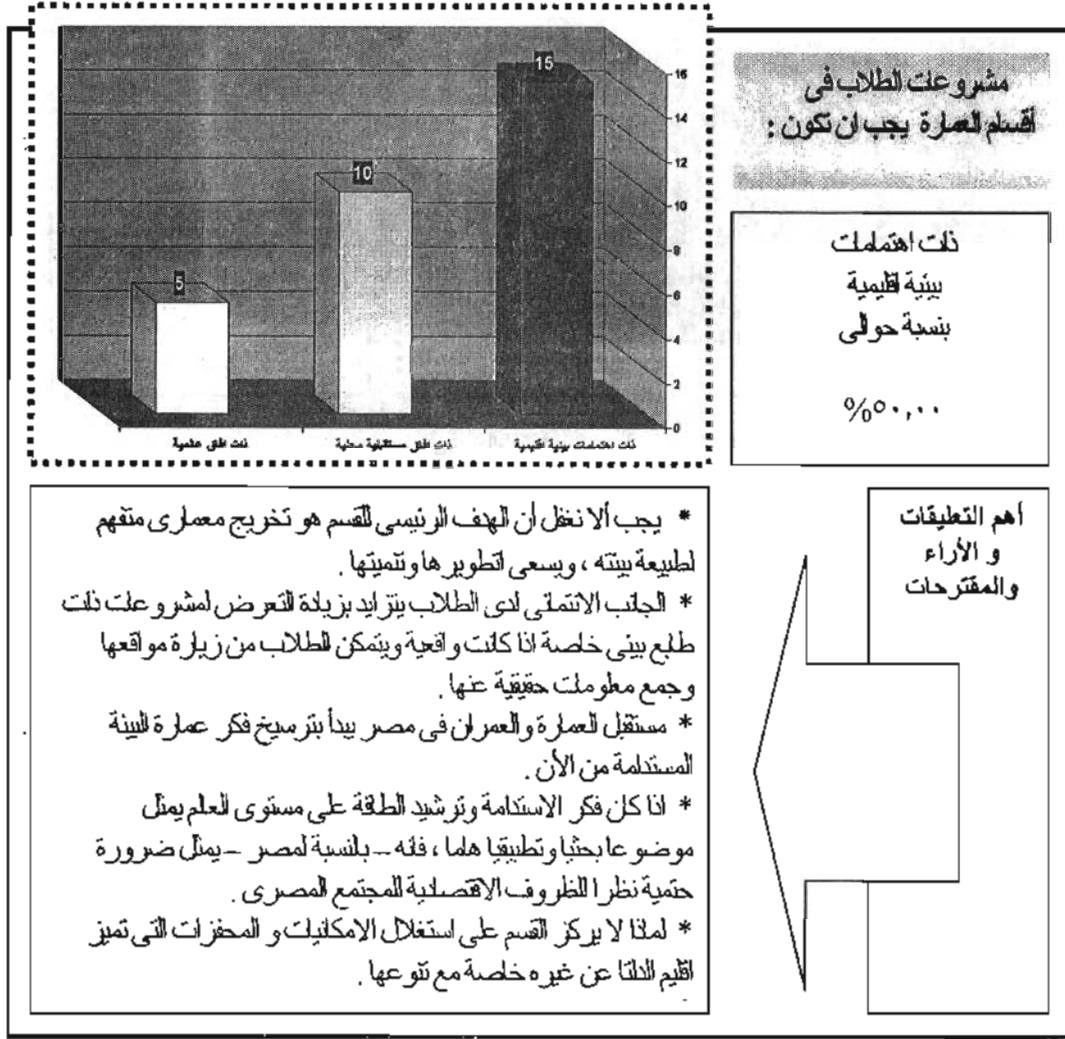 مشروعات الطلاب فى
أقسام العمارة يجب ان تكون :
ذات اهتمامات
بيئية اقليمية
بنسبة حوالى
%٥٠,٠٠
15
10
5
16
14
12
10
8
6
4
2
0
ذات اهتمامات بيئية اقليمية
ذات افاق مستقبلية محلية
ذات افاق عالمية
أهم التعليقات
و الأراء
والمقترحات
* يجب ألا نغفل أن الهدف الرئيسى للقسم هو تخريج معمارى متفهم
لطبيعة بيئته ، ويسعى لتطويرها وتنميتها .
* الجانب الانتمائى لدى الطلاب يتزايد بزيادة التعرض لمشروعات ذات
طابع بيئى خاصة اذا كانت واقعية ويتمكن الطلاب من زيارة مواقعها
وجمع معلومات حقيقية عنها .
* مستقبل العمارة والعمران فى مصر يبدأ بترسيخ فكر عمارة البيئة
المستدامة من الأن .
* اذا كان فكر الاستدامة وترشيد الطاقة على مستوى العلم يمثل
موضوعا بحثيا وتطبيقيا هاما ، فانه – بالنسبة لمصر – يمثل ضرورة
حتمية نظرا للظروف الاقتصادية للمجتمع المصرى .
* لماذا لا يركز القسم على استغلال الامكانيات و المحفزات التى تميز
اقليم الدلتا عن غيره خاصة مع تنوعها .